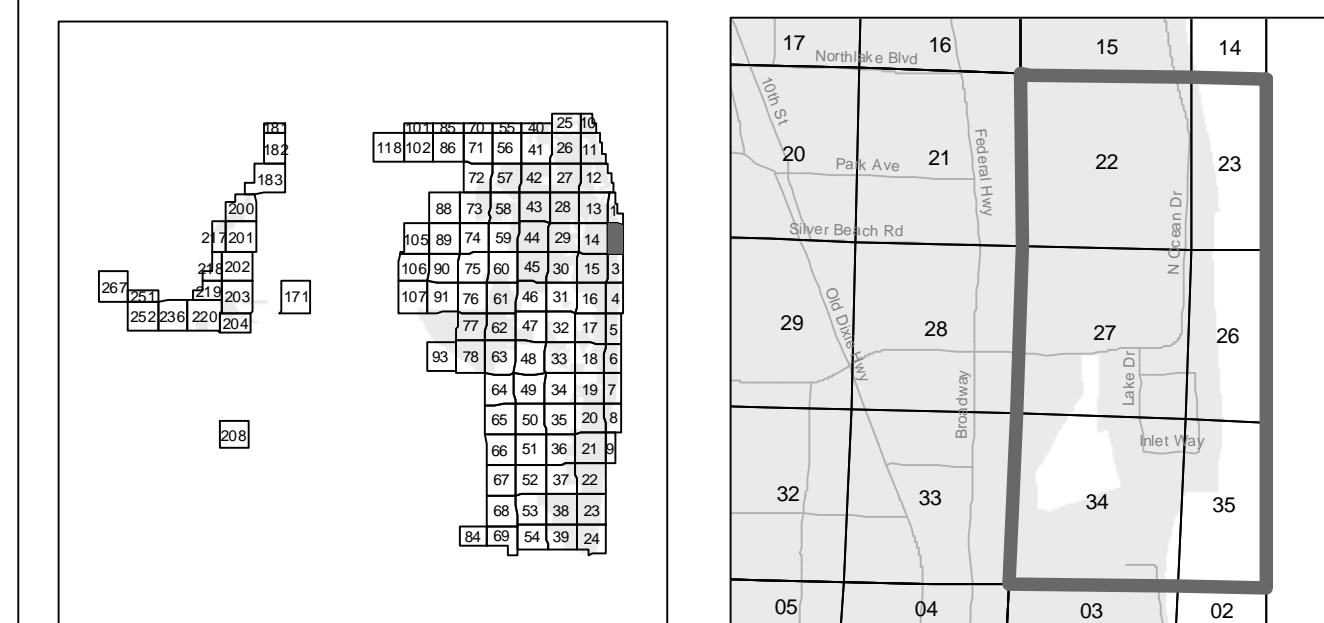 181 101 85 70 55 40 25 10
182 118 102 86 71 56 41 26 11
183 72 57 42 27 12
200 88 73 58 43 28 13 1
217 201 105 89 74 59 44 29 14
218 202 106 90 75 60 45 30 15 3
267 251 219 203 171 107 91 76 61 46 31 16 4
252 236 220 204 77 62 47 32 17 5
93 78 63 48 33 18 6
64 49 34 19 7
65 50 35 20 8
208
66 51 36 21 9
67 52 37 22
68 53 38 23
84 69 54 39 24
17 16 15 14
Northlake Blvd
10th St
Federal Hwy
20 21 22 23
Park Ave
N Ocean Dr
Silver Beach Rd
Old Dixie Hwy
29 28 27 26
Broadway
Lake Dr
Inlet Way
32 33 34 35
05 04 03 02